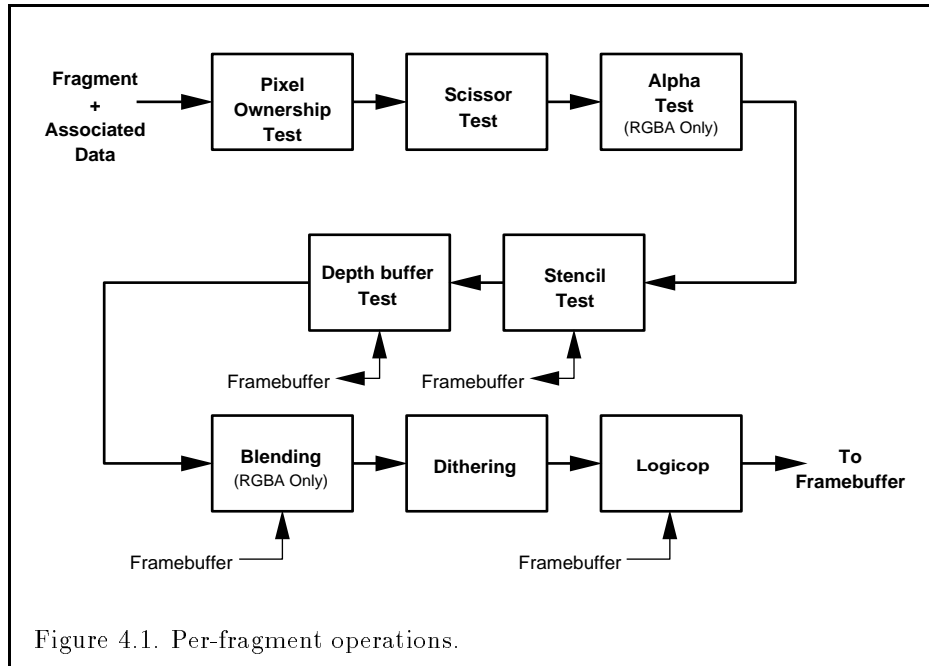 Fragment
+
Associated
Data
Pixel
Ownership
Test
Scissor
Test
Alpha
Test
(RGBA Only)
Depth buffer
Test
Stencil
Test
Framebuffer
Framebuffer
Blending
(RGBA Only)
Dithering
Logicop
To
Framebuffer
Framebuffer
Framebuffer
Figure 4.1. Per-fragment operations.